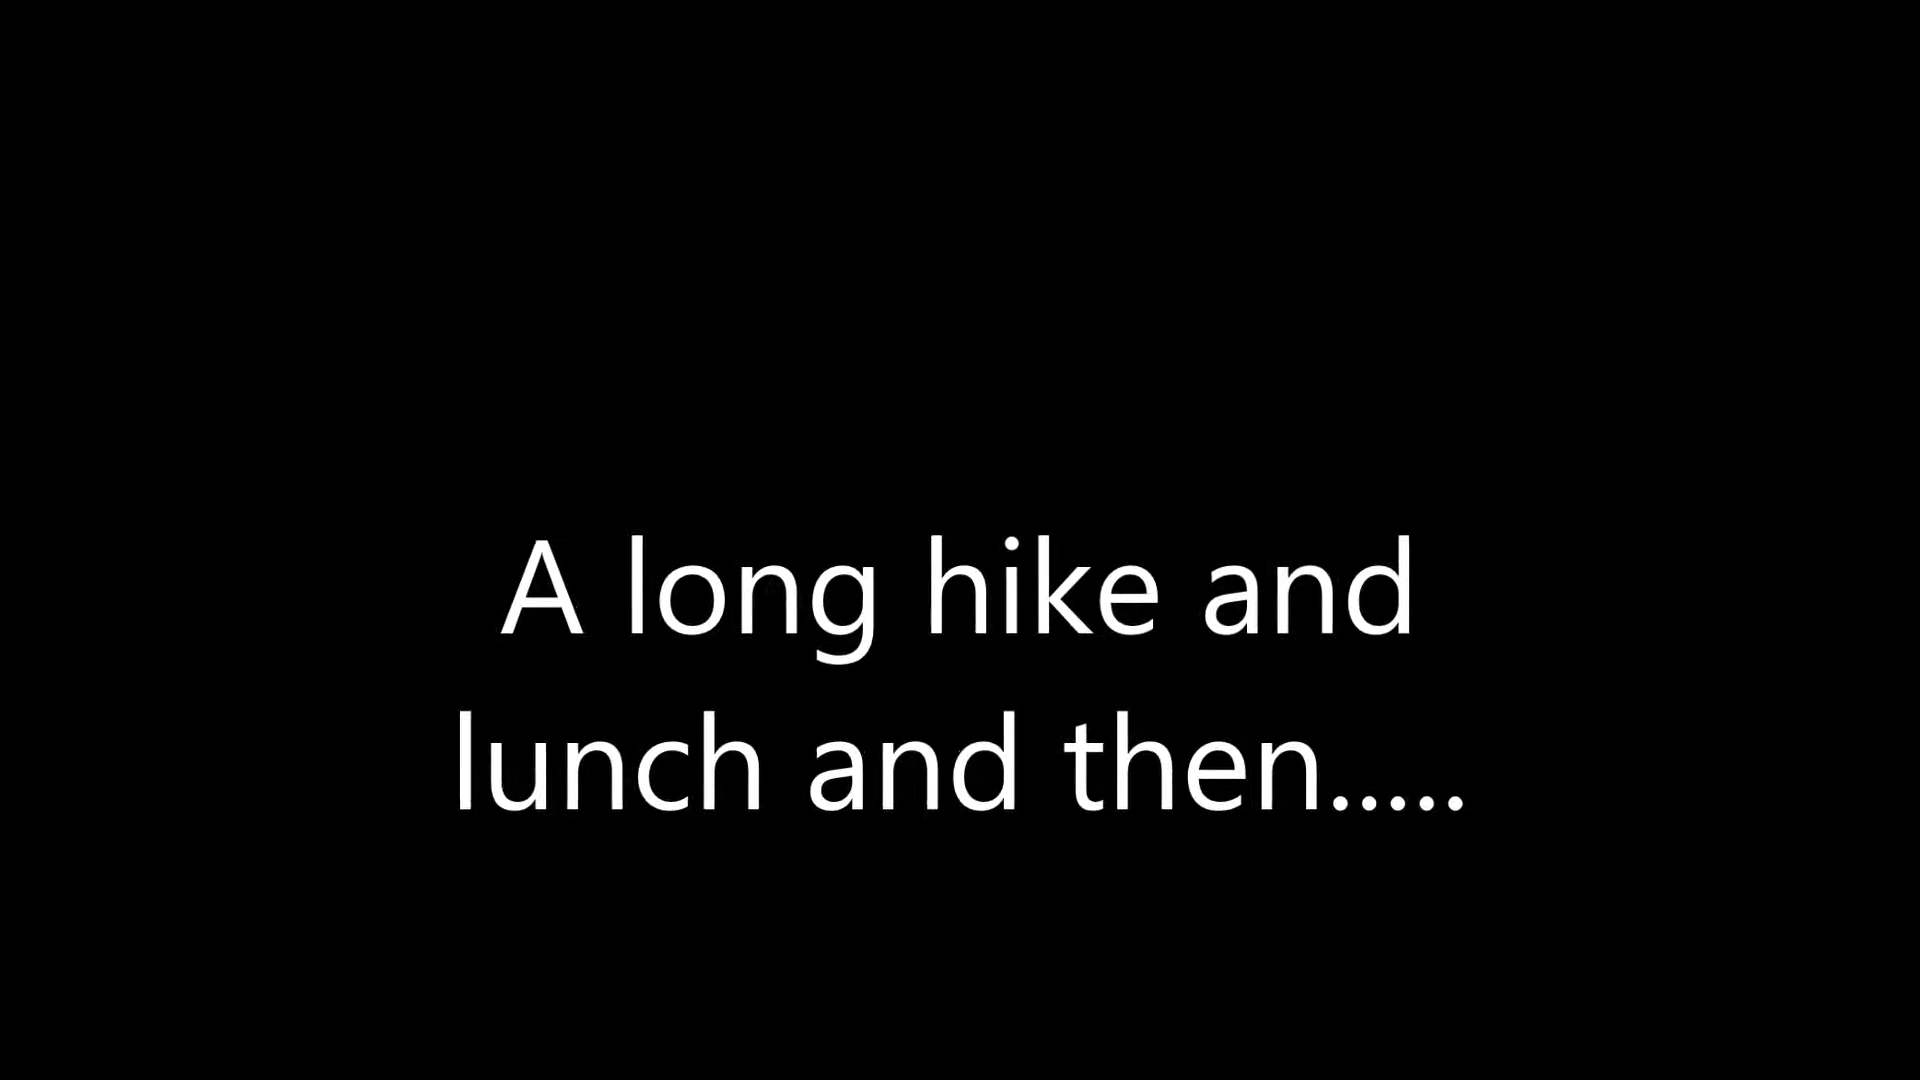 A long hike and
lunch and then.....